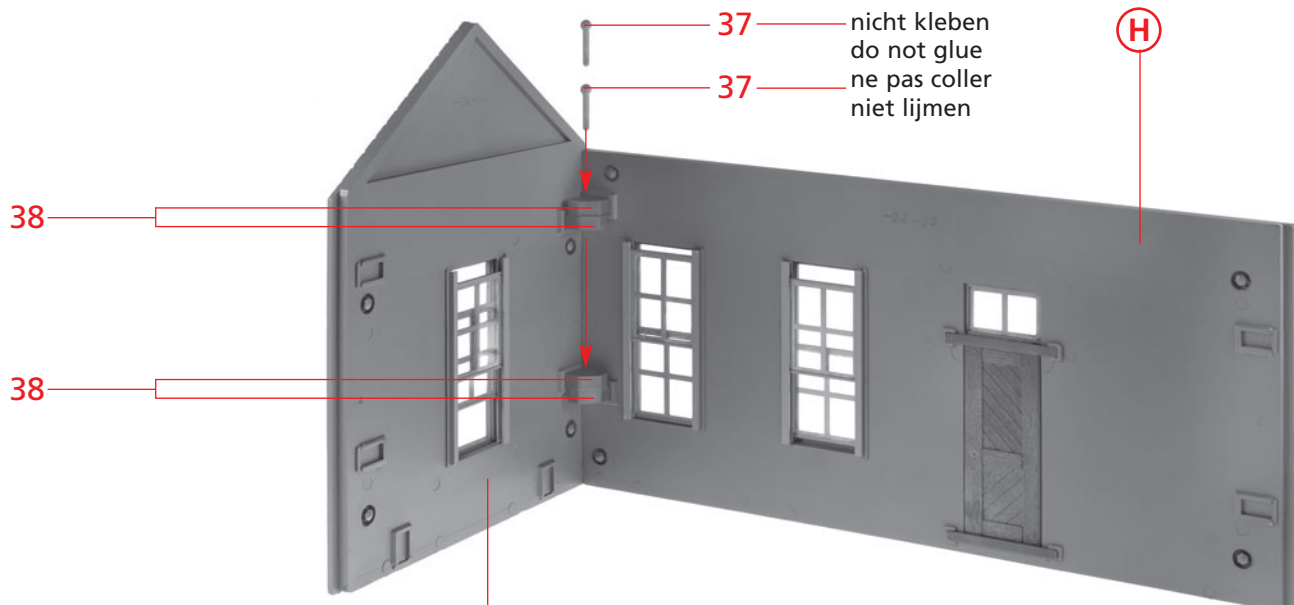 37
nicht kleben
do not glue
37
ne pas coller
niet lijmen
H
38
38